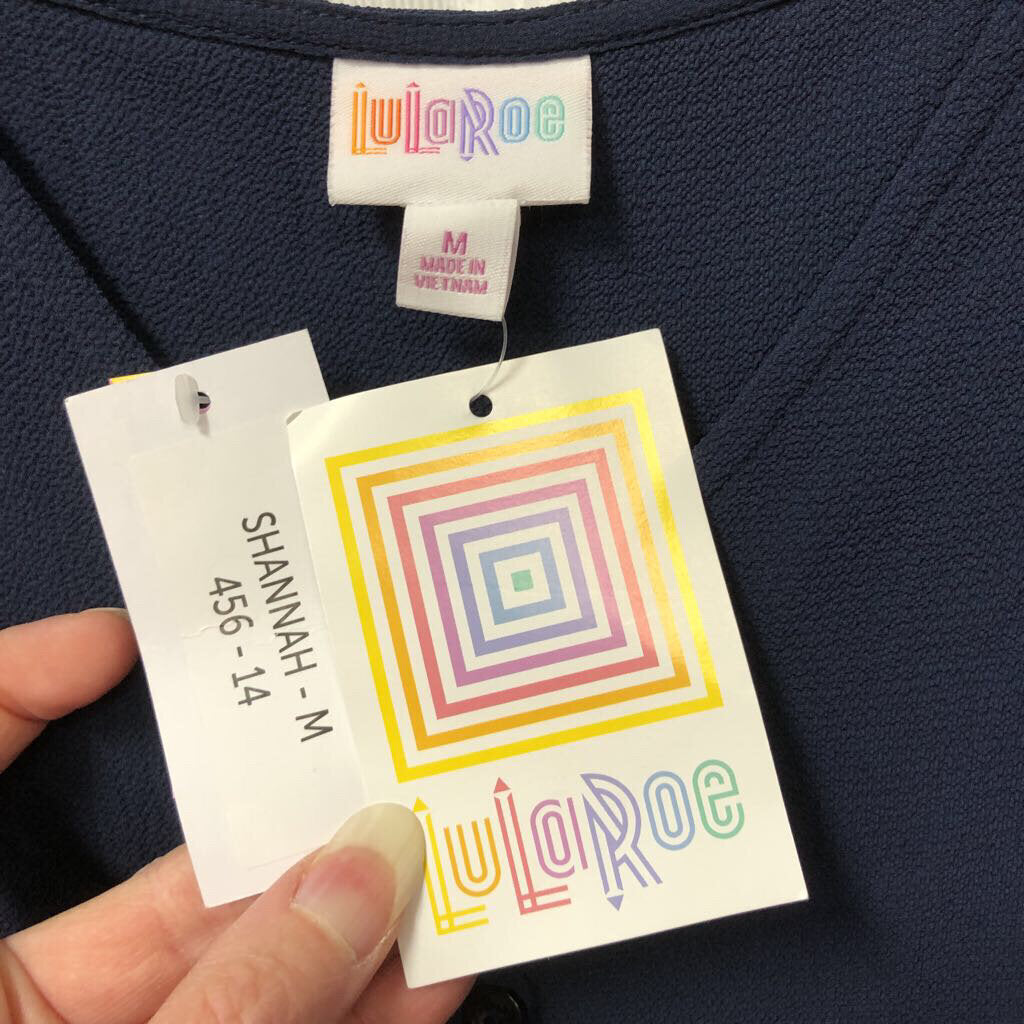 LuLaRoe
M
MADE IN
VIETNAM
SHANNAH - M
456 - 14
LuLaRoe